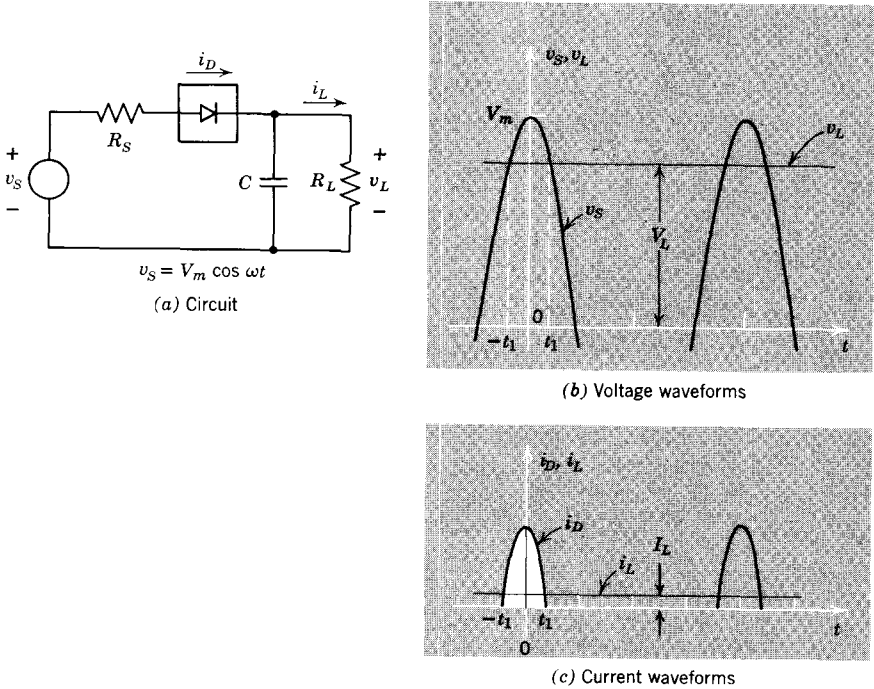 i_D
i_L
R_S
+
v_S
−
C
R_L
+
v_L
−
v_S = V_m cos ωt
(a) Circuit
v_S, v_L
V_m
v_L
v_S
V_L
0
−t_1
t_1
t
(b) Voltage waveforms
i_D, i_L
i_D
I_L
i_L
−t_1
t_1
t
0
(c) Current waveforms